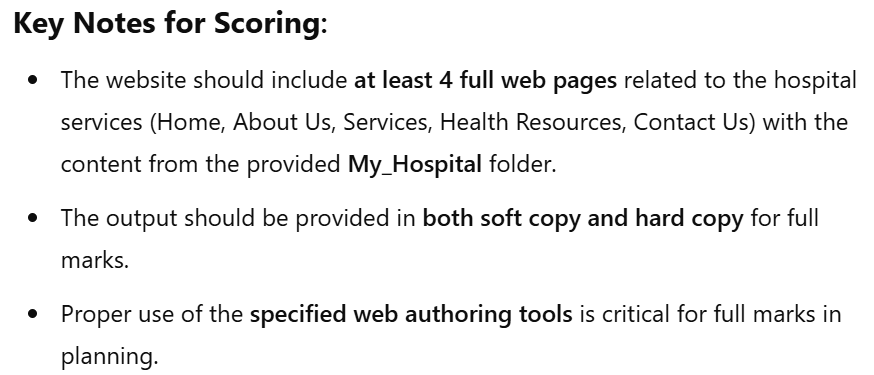 Key Notes for Scoring:
The website should include at least 4 full web pages related to the hospital
services (Home, About Us, Services, Health Resources, Contact Us) with the
content from the provided My_Hospital folder.
The output should be provided in both soft copy and hard copy for full
marks.
Proper use of the specified web authoring tools is critical for full marks in
planning.